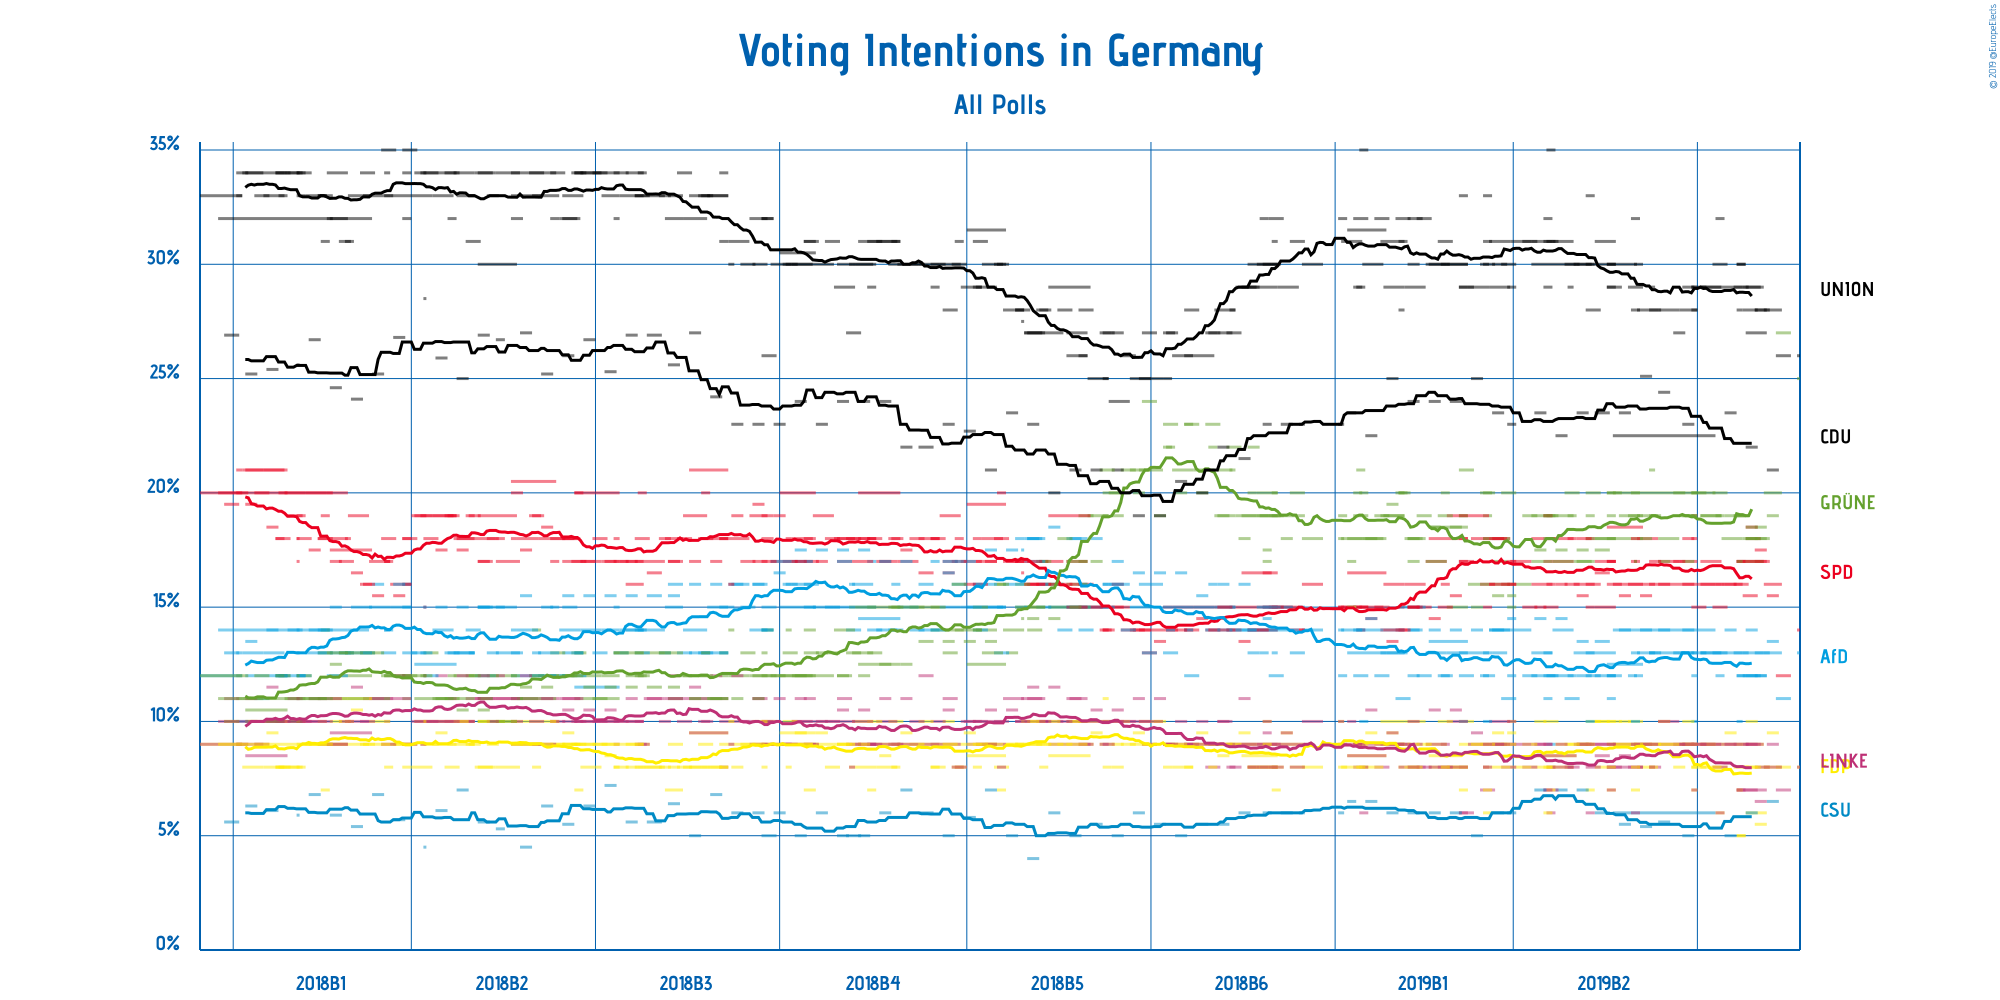 Voting Intentions in Germany
All Polls
© 2019 @EuropeElects
35%
30%
25%
20%
15%
10%
5%
0%
UNION
CDU
GRÜNE
SPD
AfD
LINKE
FDP
CSU
2018B1 2018B2 2018B3 2018B4 2018B5 2018B6 2019B1 2019B2